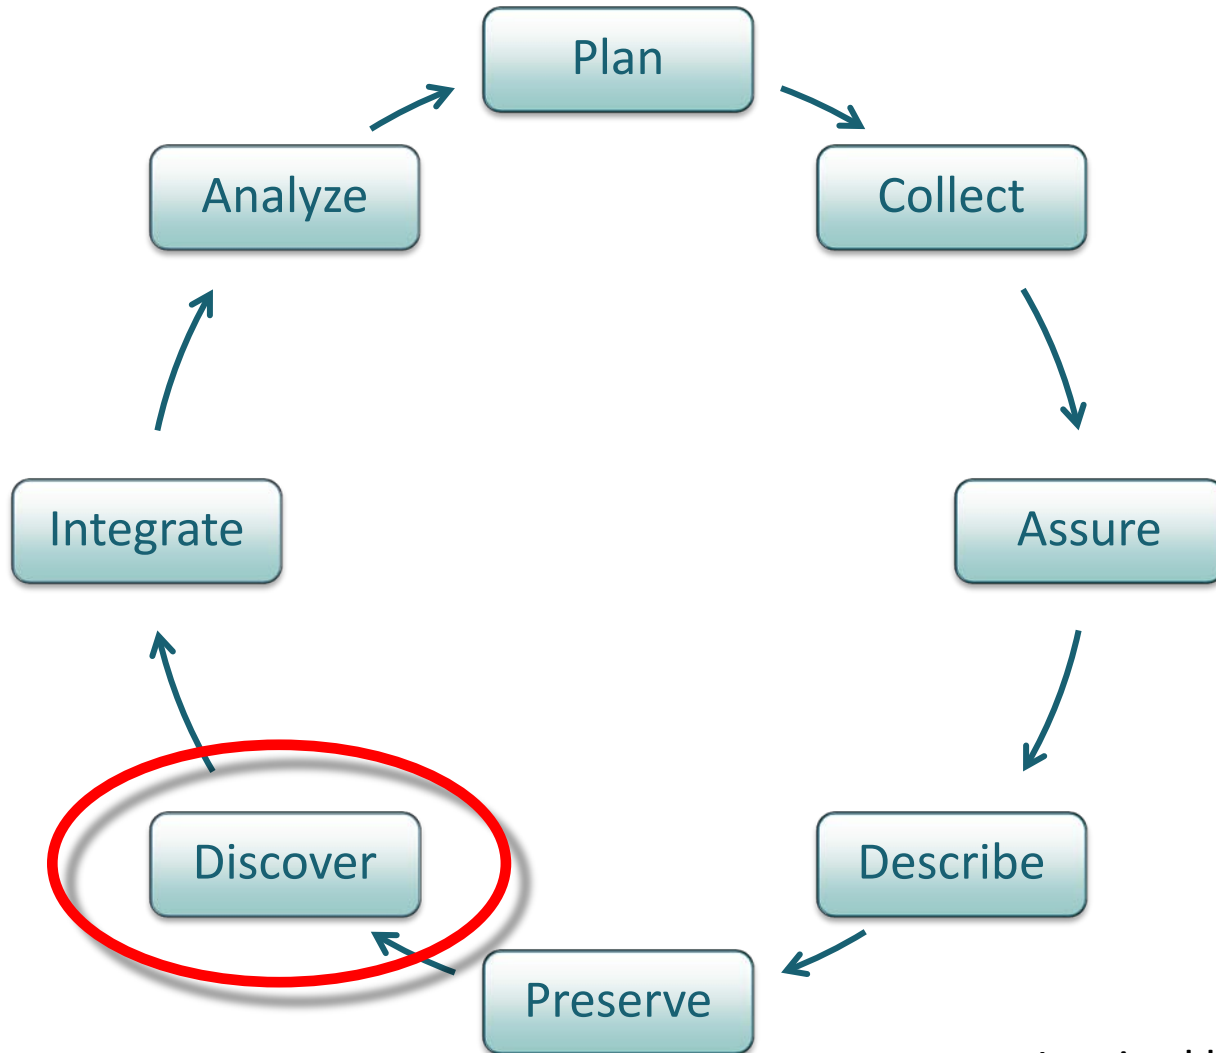 Plan
Analyze
Collect
Integrate
Assure
Discover
Describe
Preserve